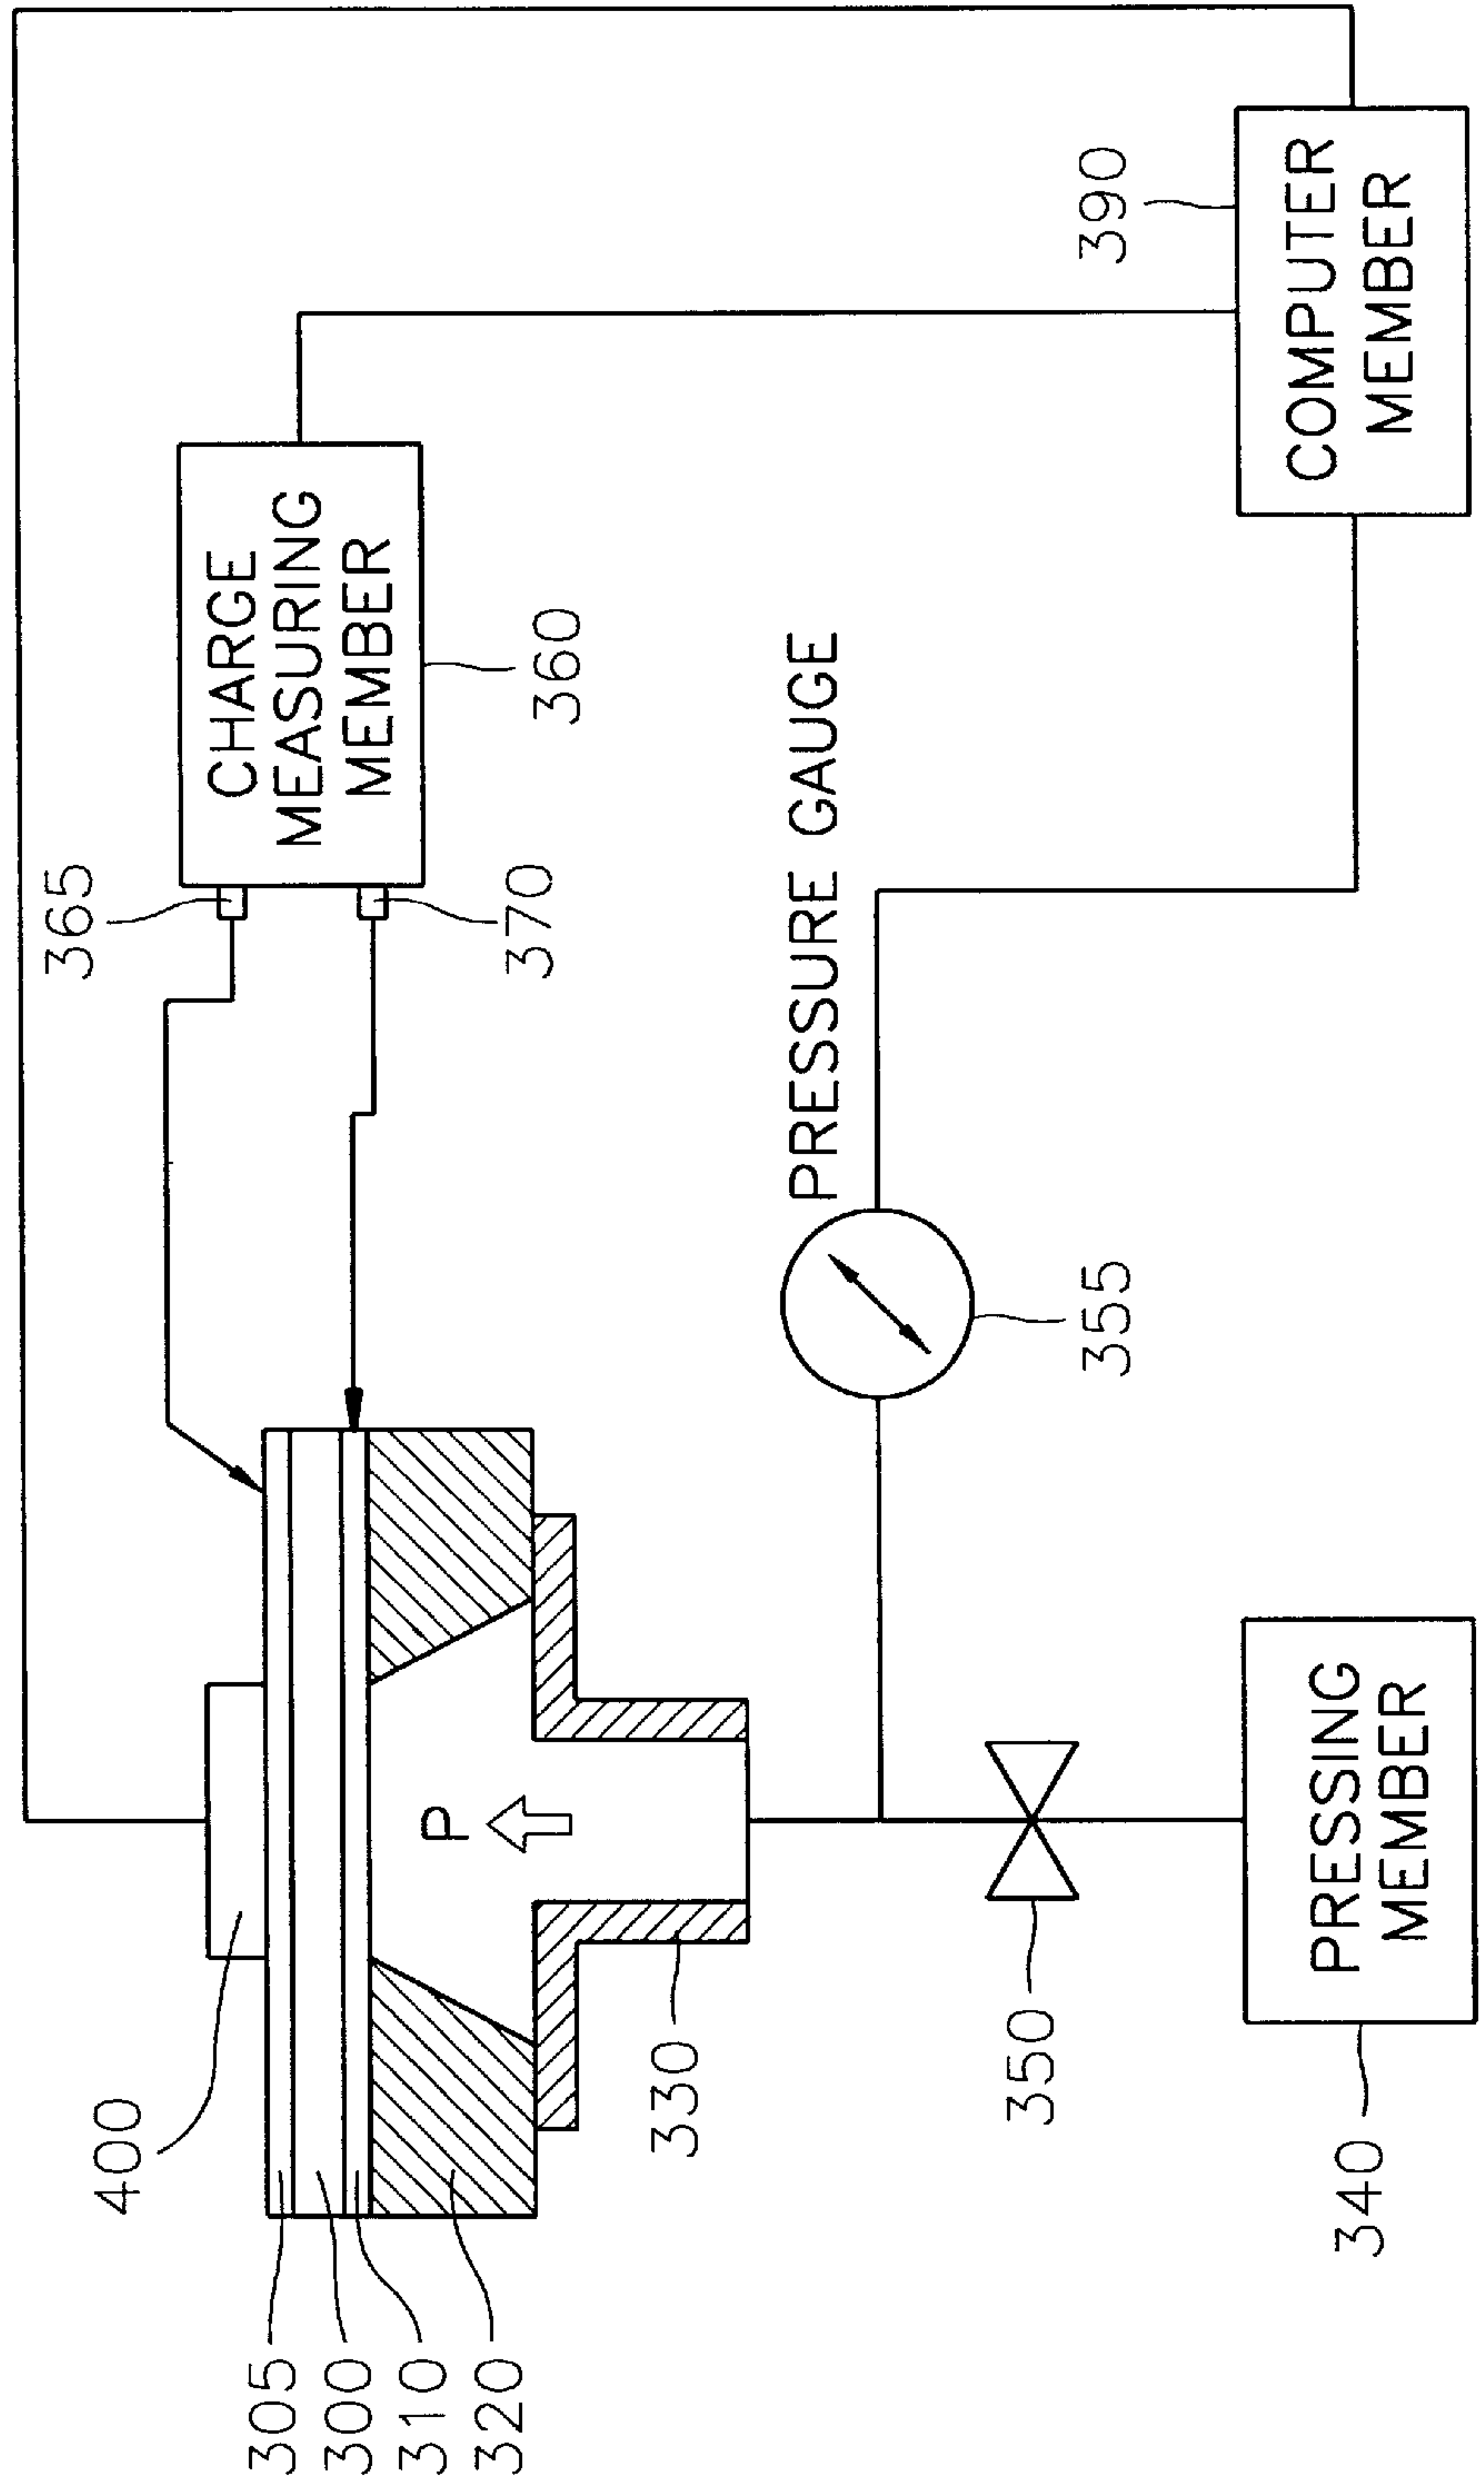 400
305
300
310
320
P
330
365
370
CHARGE
MEASURING
MEMBER
360
PRESSURE GAUGE
355
350
340
PRESSING
MEMBER
390
COMPUTER
MEMBER